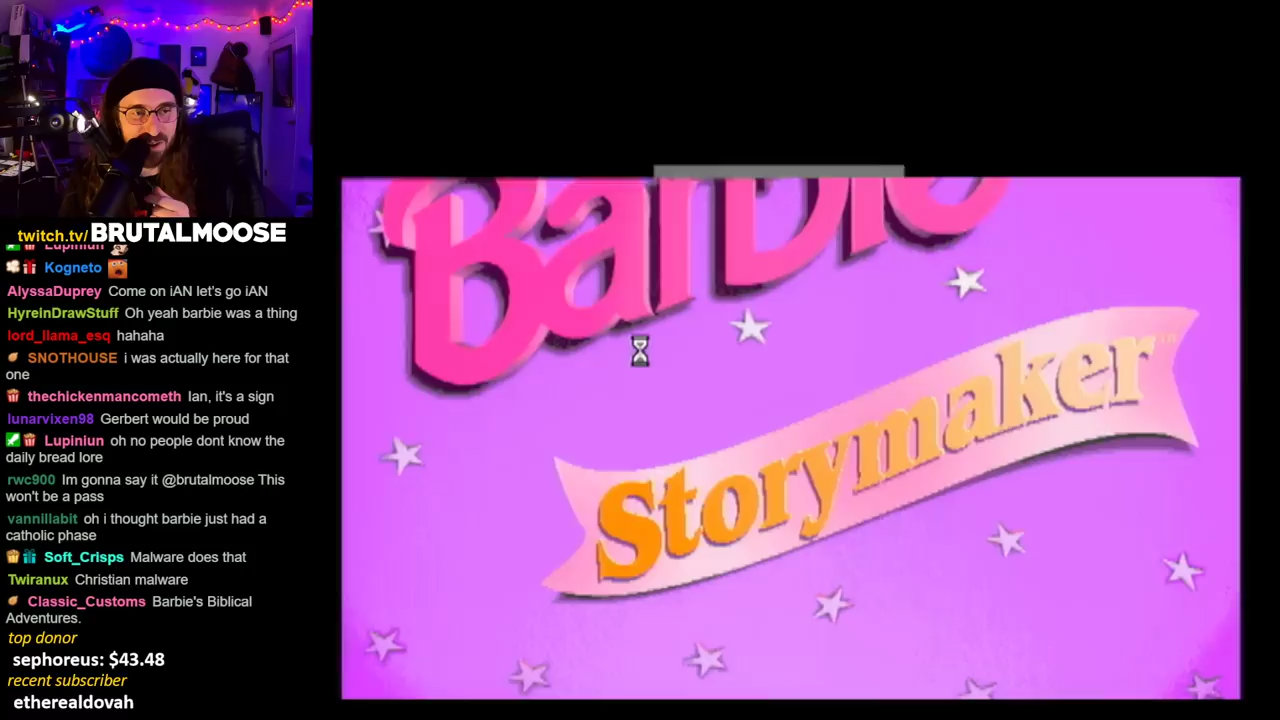 twitch.tv/BRUTALMOOSE
Lupiniun
Kogneto
AlyssaDuprey Come on iAN let's go iAN
HyreinDrawStuff Oh yeah barbie was a thing
lord_llama_esq hahaha
SNOTHOUSE i was actually here for that
one
thechickenmancometh Ian, it's a sign
lunarvixen98 Gerbert would be proud
Lupiniun oh no people dont know the
daily bread lore
rwc900 Im gonna say it @brutalmoose This
won't be a pass
vannillabit oh i thought barbie just had a
catholic phase
Soft_Crisps Malware does that
Twiranux Christian malware
Classic_Customs Barbie's Biblical
Adventures.
top donor
sephoreus: $43.48
recent subscriber
etherealdovah
Barbie
Storymaker™